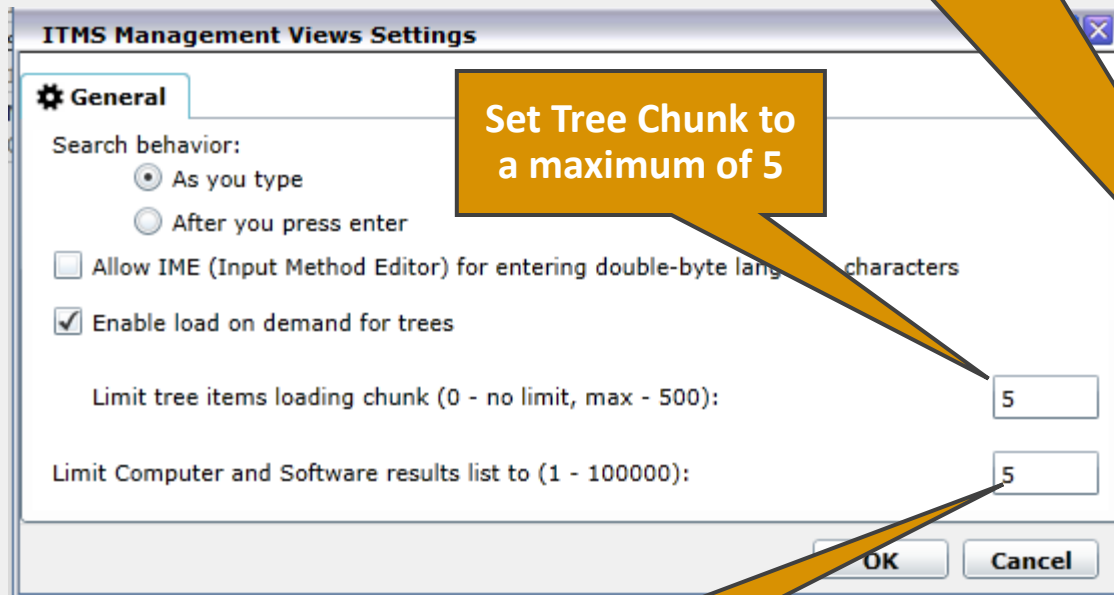 ITMS Management Views Settings
General
Set Tree Chunk to
a maximum of 5
Search behavior:
As you type
After you press enter
Allow IME (Input Method Editor) for entering double-byte characters
Enable load on demand for trees
Limit tree items loading chunk (0 - no limit, max - 500):
5
Limit Computer and Software results list to (1 - 100000):
5
OK
Cancel